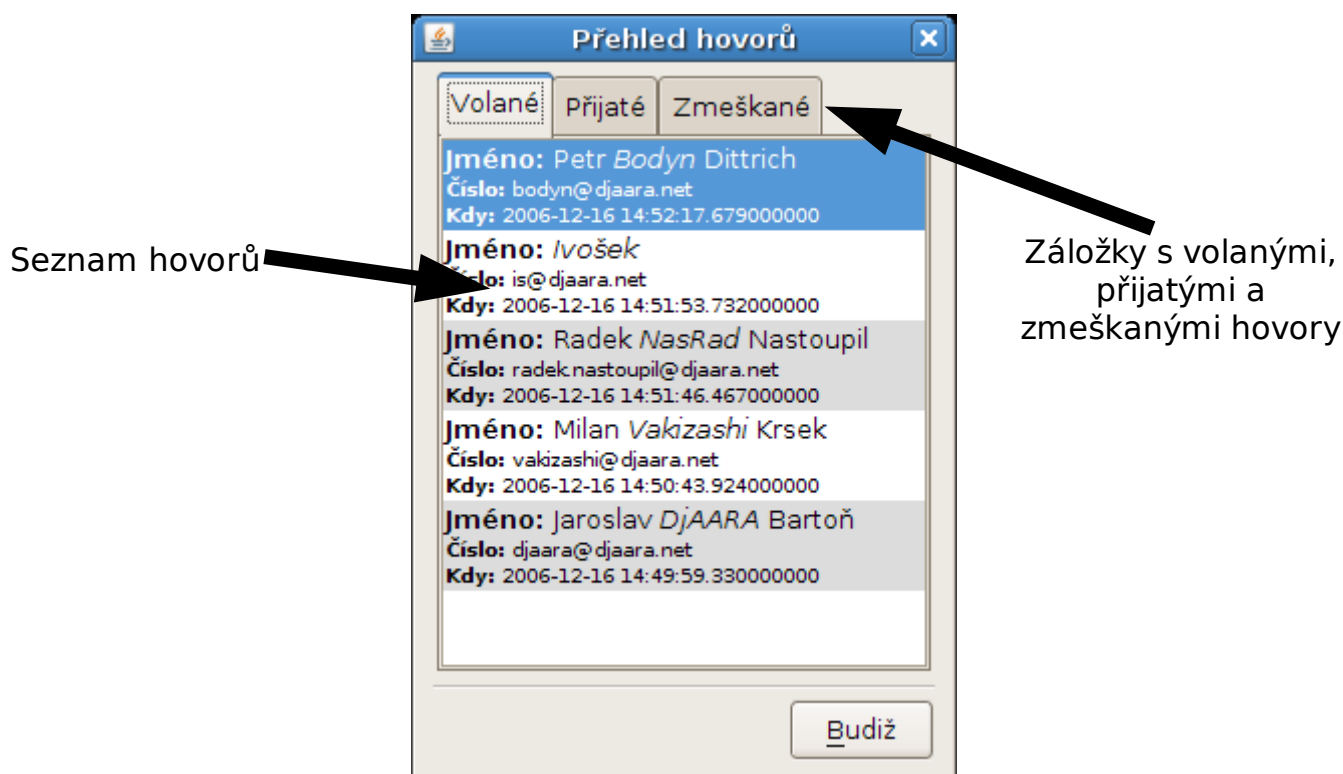 Přehled hovorů
Volané Přijaté Zmeškané
Jméno: Petr Bodyn Dittrich
Číslo: bodyn@djaara.net
Kdy: 2006-12-16 14:52:17.679000000
Jméno: Ivošek
Číslo: is@djaara.net
Kdy: 2006-12-16 14:51:53.732000000
Jméno: Radek NasRad Nastoupil
Číslo: radek.nastoupil@djaara.net
Kdy: 2006-12-16 14:51:46.467000000
Jméno: Milan Vakizashi Krsek
Číslo: vakizashi@djaara.net
Kdy: 2006-12-16 14:50:43.924000000
Jméno: Jaroslav DjAARA Bartoň
Číslo: djaara@djaara.net
Kdy: 2006-12-16 14:49:59.330000000
Budiž
Seznam hovorů
Záložky s volanými,
přijatými a
zmeškanými hovory